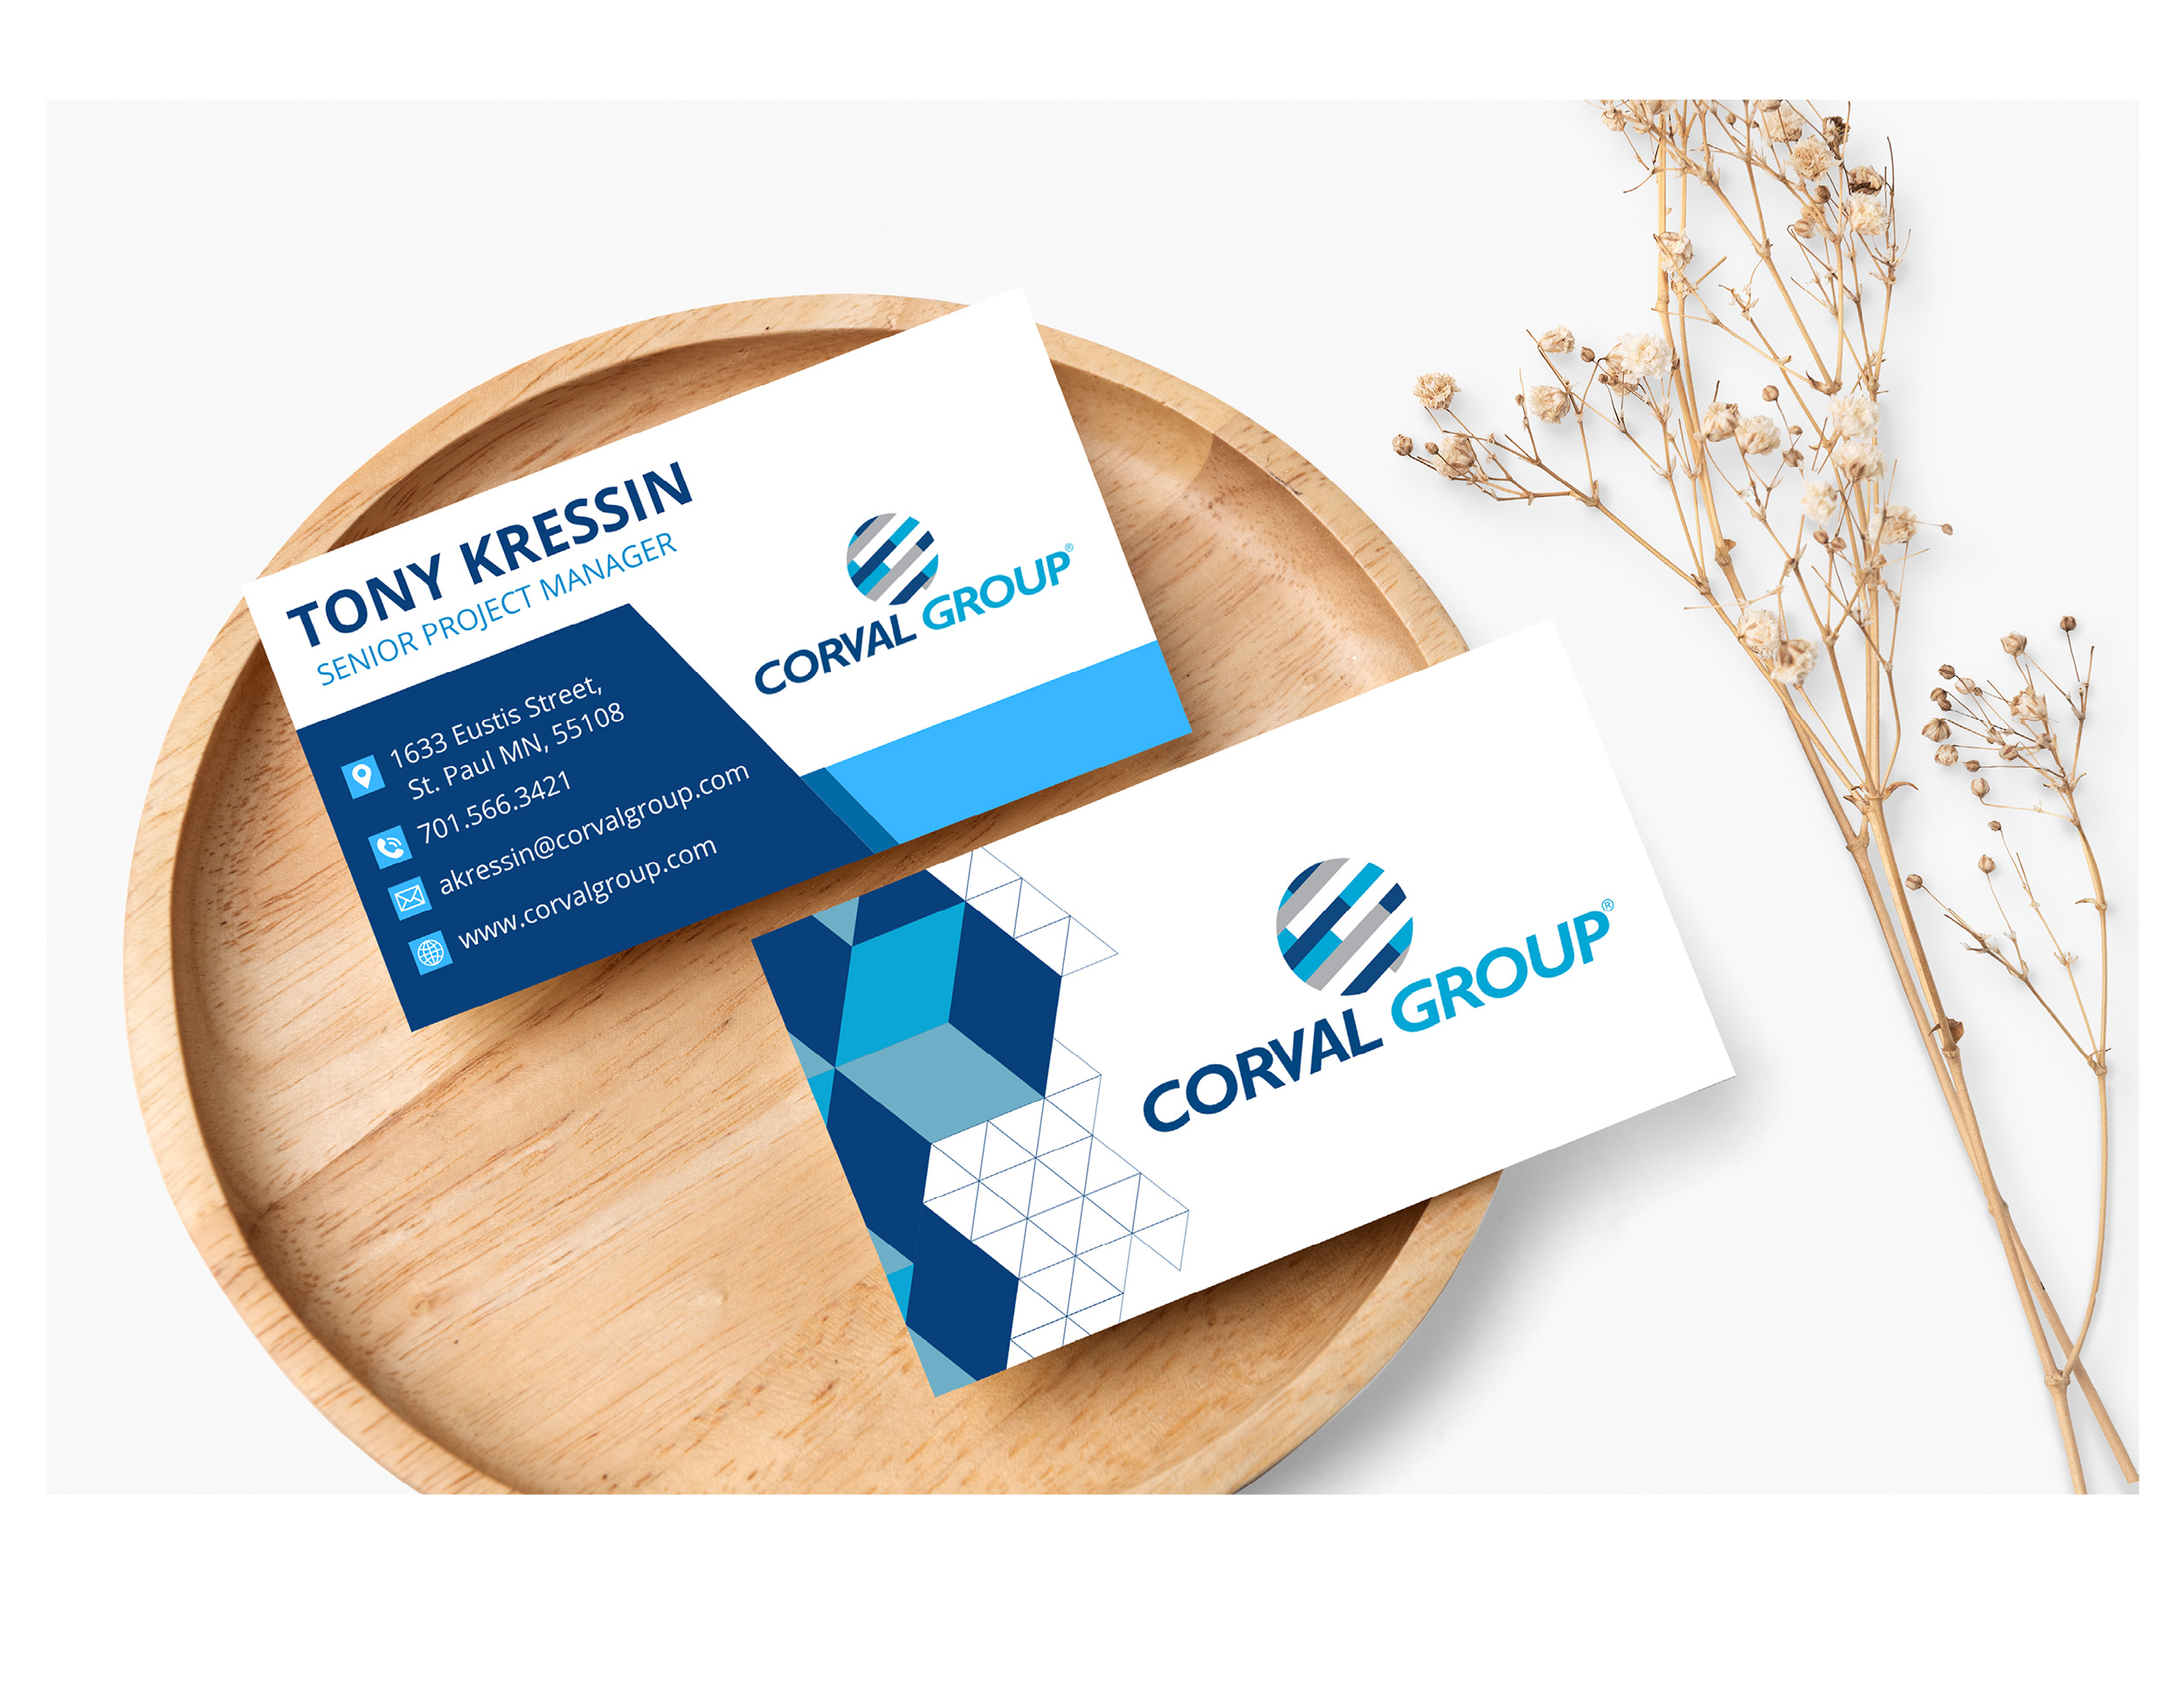 TONY KRESSIN
SENIOR PROJECT MANAGER
1633 Eustis Street,
St. Paul MN, 55108
701.566.3421
akressin@corvalgroup.com
www.corvalgroup.com
CORVAL GROUP®
CORVAL GROUP®